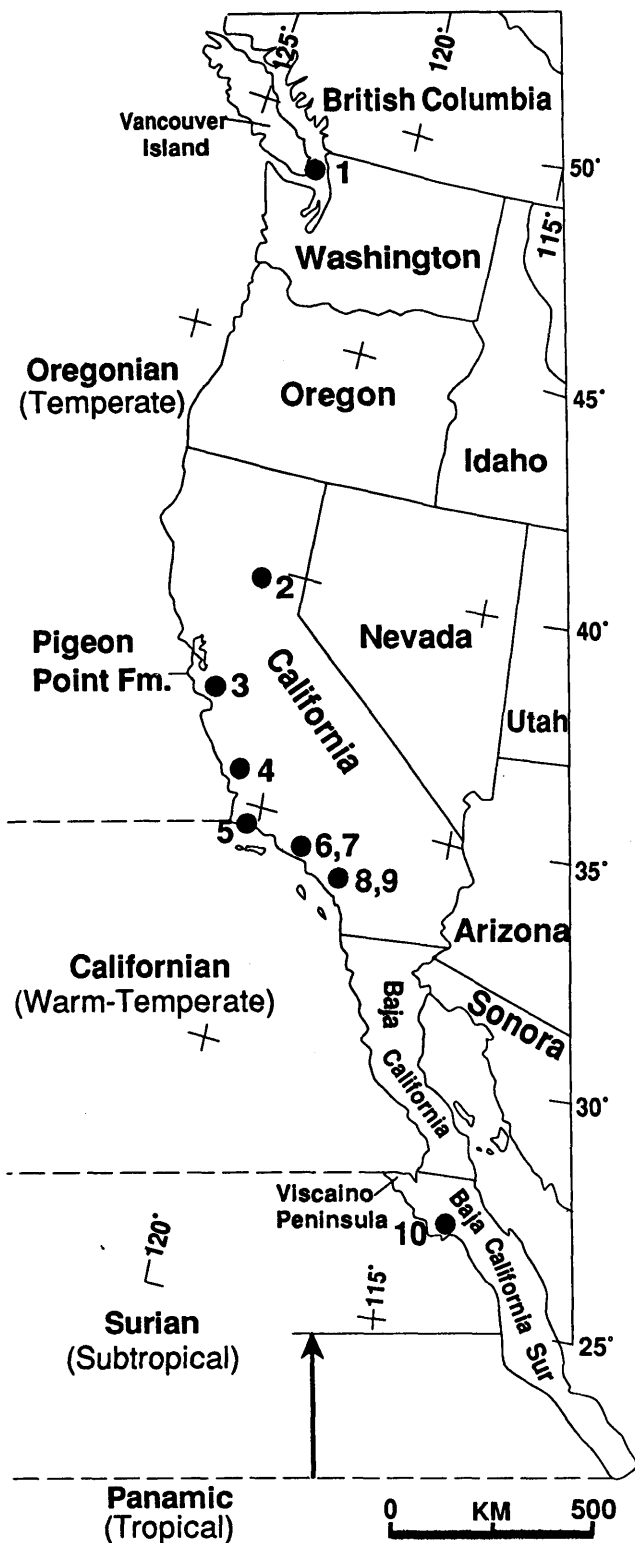 125°
120°
British Columbia
Vancouver
Island
1
50°
115°
Washington
Oregonian
(Temperate)
Oregon
45°
Idaho
2
40°
Nevada
Pigeon
Point Fm.
3
California
Utah
4
5
6,7
35°
8,9
Arizona
Californian
(Warm-Temperate)
Baja
California
Sonora
30°
Viscaino
Peninsula
10
Baja California Sur
120°
115°
Surian
(Subtropical)
25°
Panamic
(Tropical)
0 KM 500